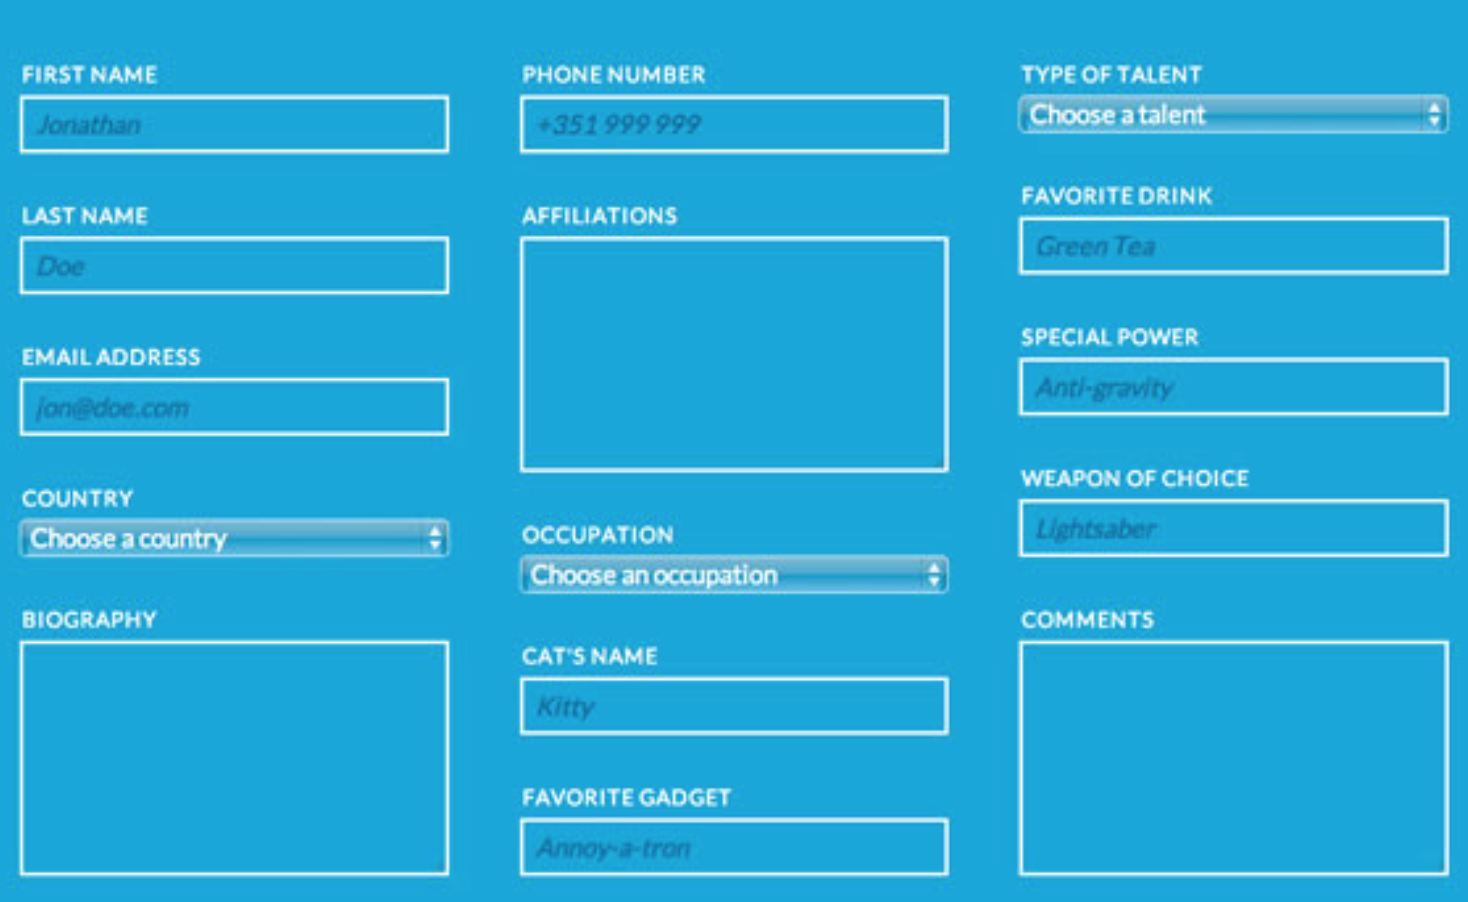 FIRST NAME
Jonathan
LAST NAME
Doe
EMAIL ADDRESS
jon@doe.com
COUNTRY
Choose a country
BIOGRAPHY
PHONE NUMBER
+351 999 999
AFFILIATIONS
OCCUPATION
Choose an occupation
CAT'S NAME
Kitty
FAVORITE GADGET
Annoy-a-tron
TYPE OF TALENT
Choose a talent
FAVORITE DRINK
Green Tea
SPECIAL POWER
Anti-gravity
WEAPON OF CHOICE
Lightsaber
COMMENTS